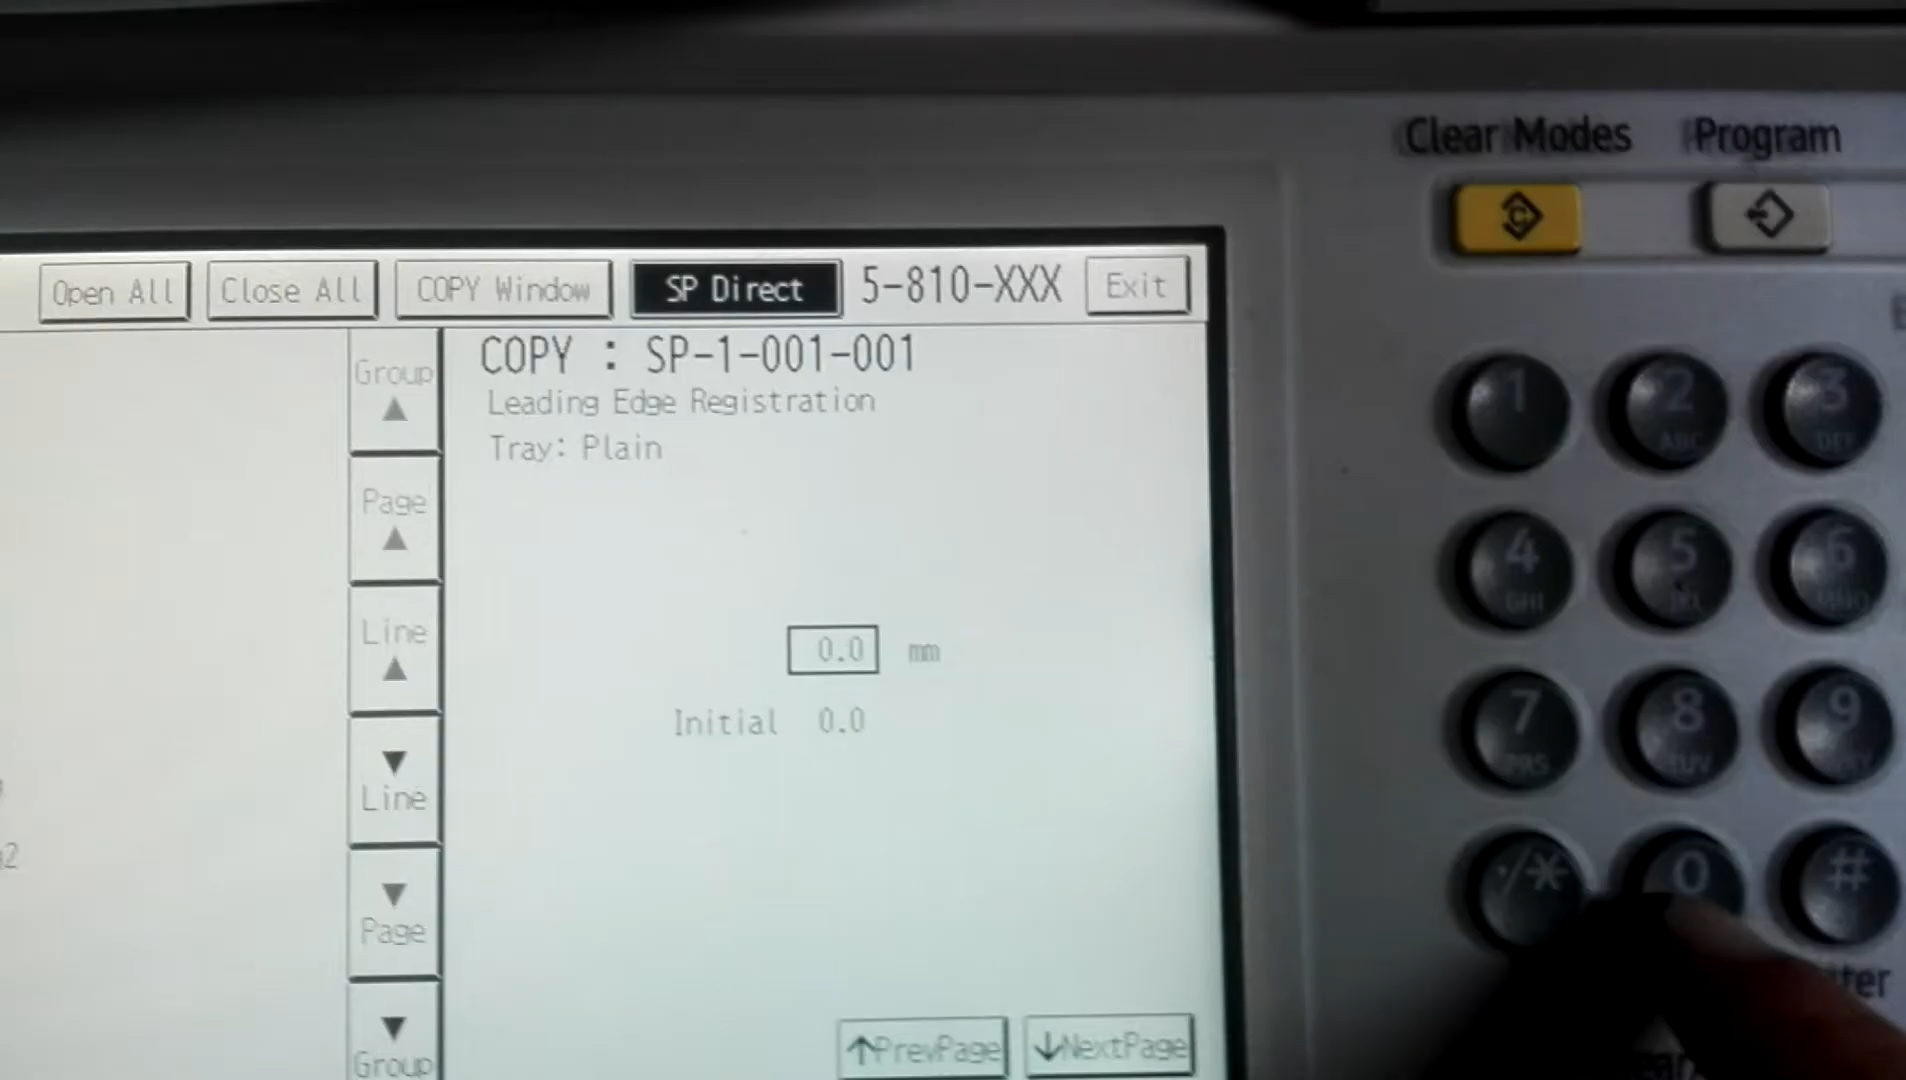 Clear Modes Program
Open All Close All COPY Window SP Direct 5-810-XXX Exit
Group
COPY : SP-1-001-001
Leading Edge Registration
Tray: Plain
Page
Line
0.0 mm
Initial 0.0
Line
Page
Group
↑PrevPage ↓NextPage
1 2 ABC 3 DEF
4 GHI 5 JKL 6 MNO
7 PRS 8 TUV 9
./* 0 #